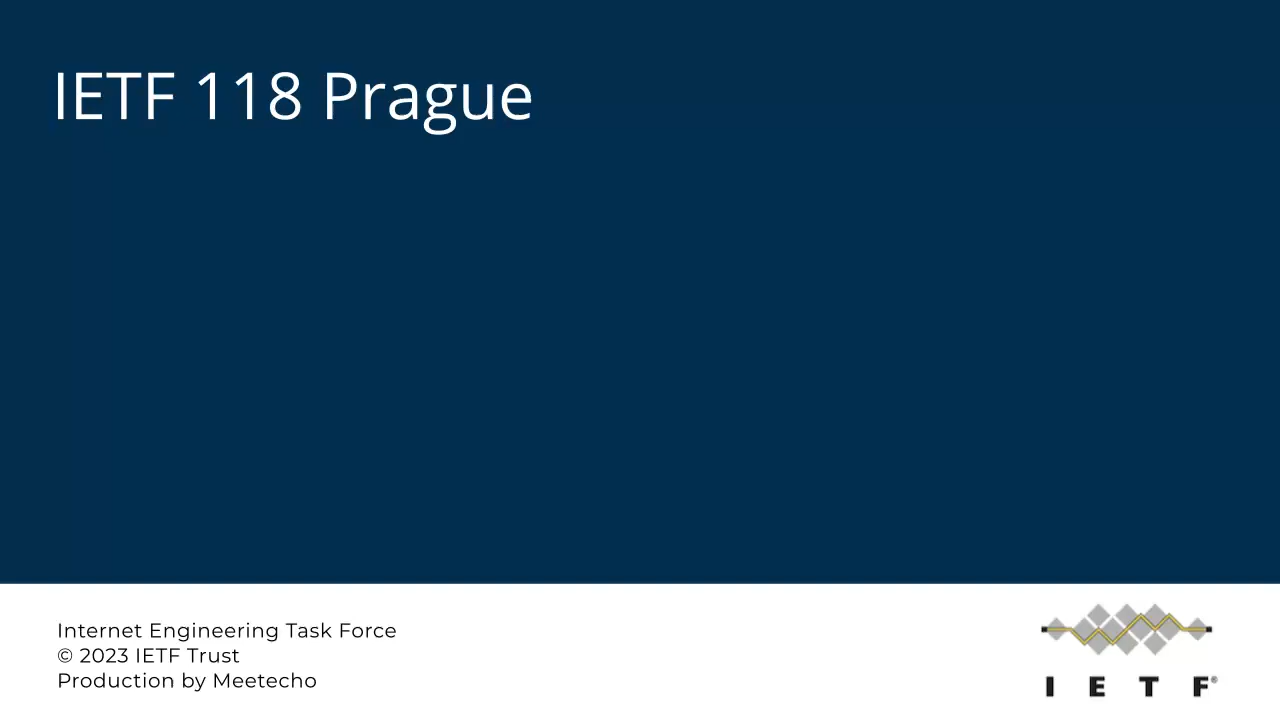 IETF 118 Prague
Internet Engineering Task Force
© 2023 IETF Trust
Production by Meetecho
I E T F®